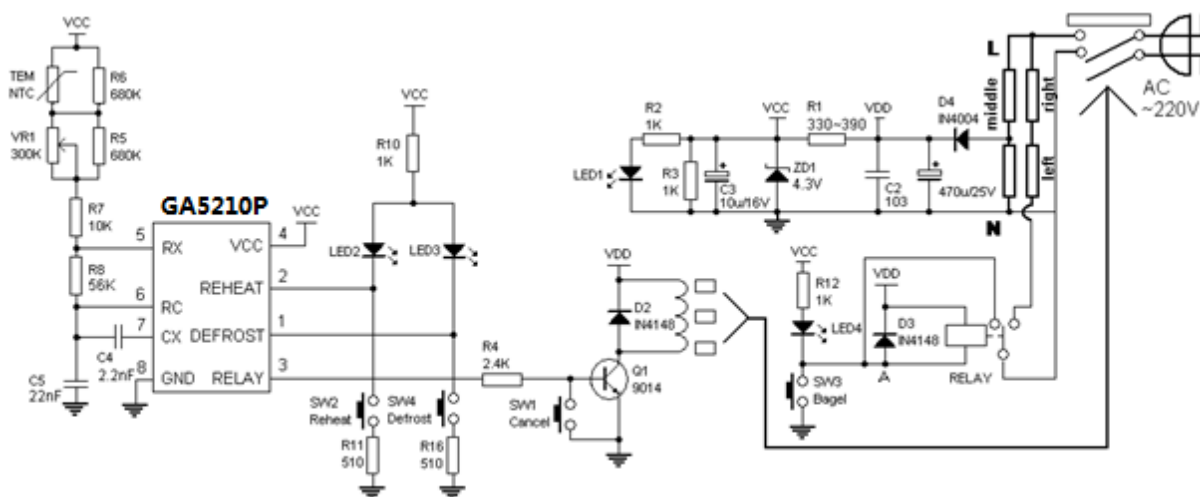 VCC
TEM
NTC
R6
680K
VR1
300K
R5
680K
R7
10K
R8
56K
C4
2.2nF
C5
22nF
GA5210P
5
RX
6
RC
7
CX
8
GND
VCC
4
VCC
REHEAT
2
DEFROST
1
RELAY
3
VCC
R10
1K
LED2
LED3
SW2
Reheat
SW4
Defrost
R11
510
R16
510
R4
2.4K
SW1
Cancel
VDD
D2
IN4148
Q1
9014
R2
1K
LED1
R3
1K
C3
10u/16V
VCC
ZD1
4.3V
R1
330~390
VDD
C2
103
470u/25V
D4
IN4004
L
N
middle
right
left
AC
~220V
VCC
R12
1K
LED4
SW3
Bagel
VDD
D3
IN4148
A
RELAY